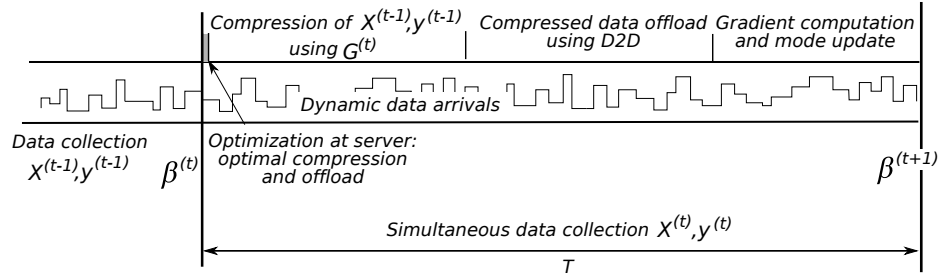 Compression of X(t-1),y(t-1)
using G(t)
Compressed data offload
using D2D
Gradient computation
and mode update
Dynamic data arrivals
Data collection
X(t-1),y(t-1)
β(t)
Optimization at server:
optimal compression
and offload
β(t+1)
Simultaneous data collection X(t),y(t)
T